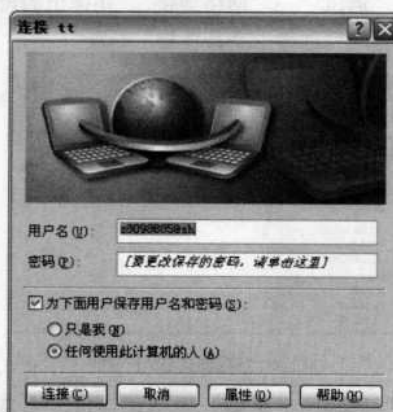 连接 tt
用户名(U):
密码(P): [要更改保存的密码，请单击这里]
为下面用户保存用户名和密码(S):
只是我(N)
任何使用此计算机的人(A)
连接(C) 取消 属性(O) 帮助(H)